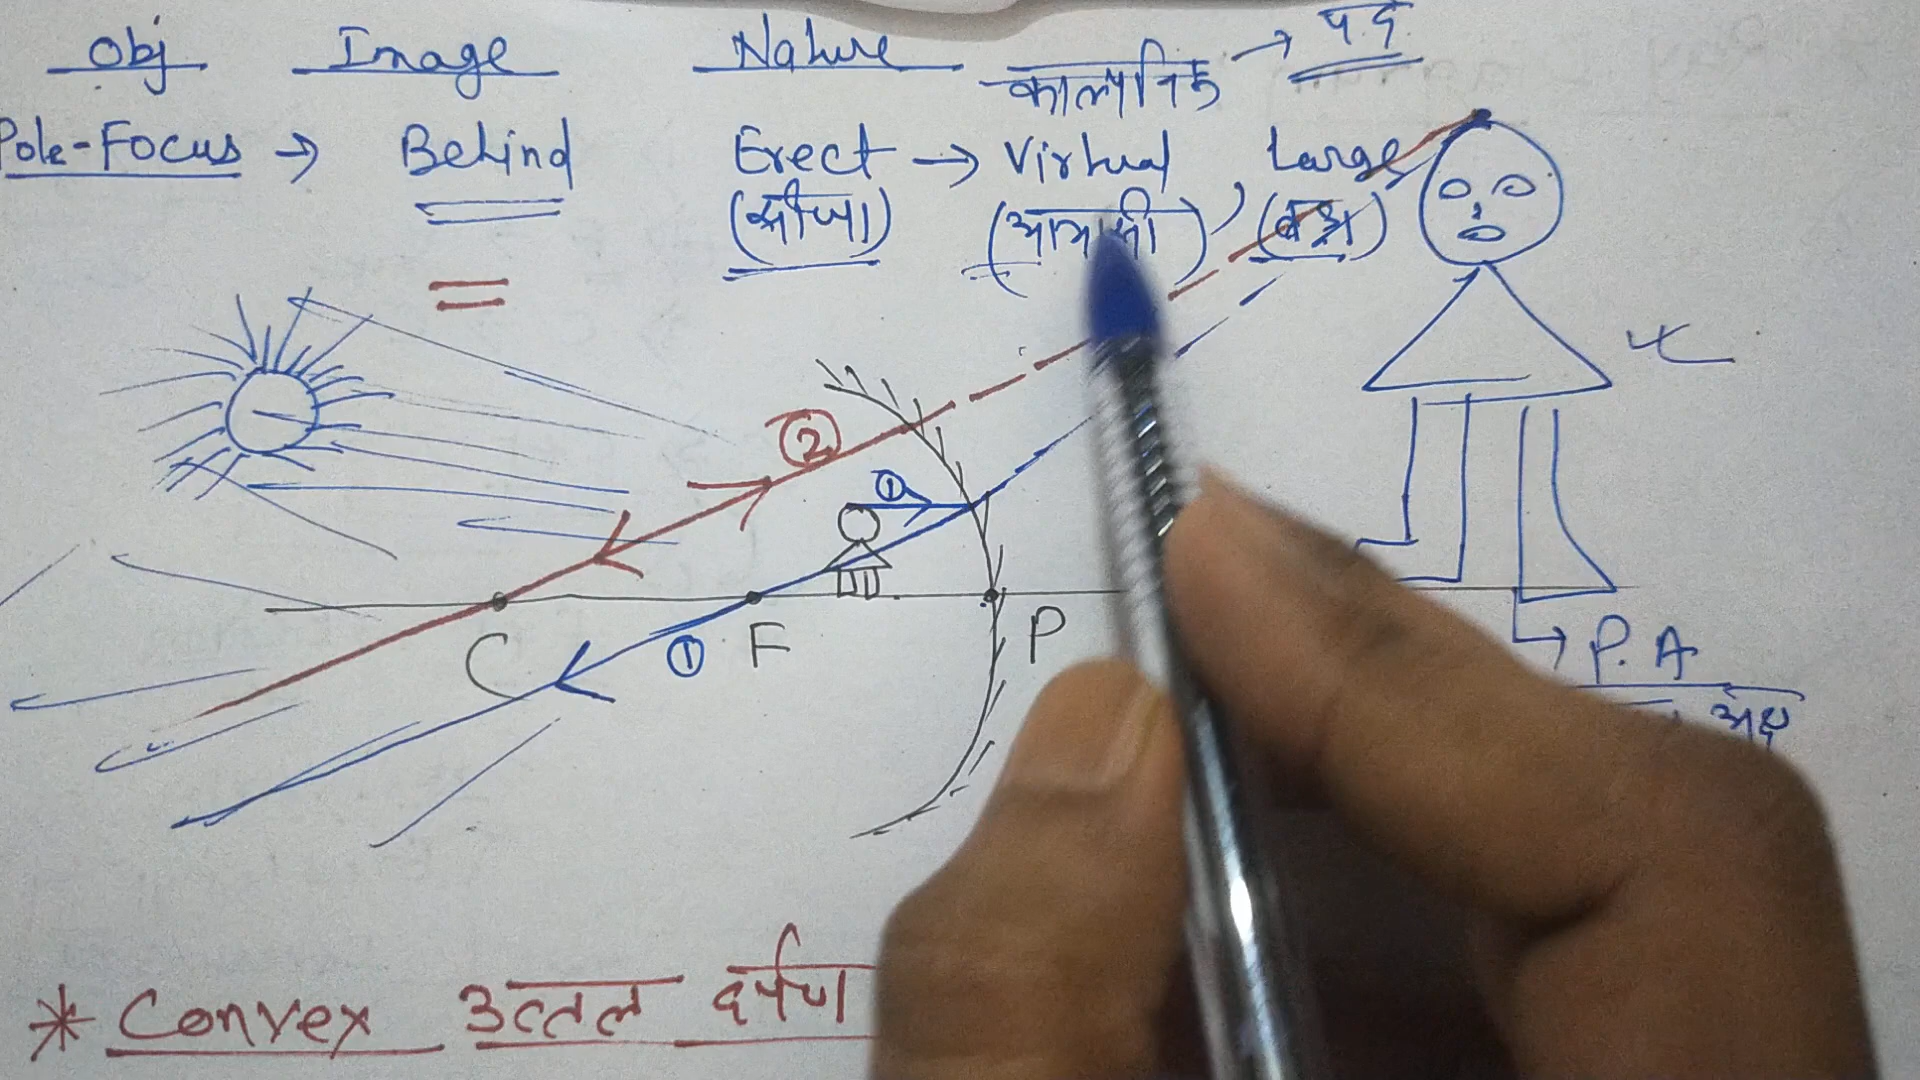 Obj Image Nature काल्पनिक → प.द.
Pole-Focus → Behind Erect → Virtual, Large
(सीधा) (आभासी) (बड़ा)
②
①
C ① F P
P.A
अक्ष
* Convex उत्तल दर्पण